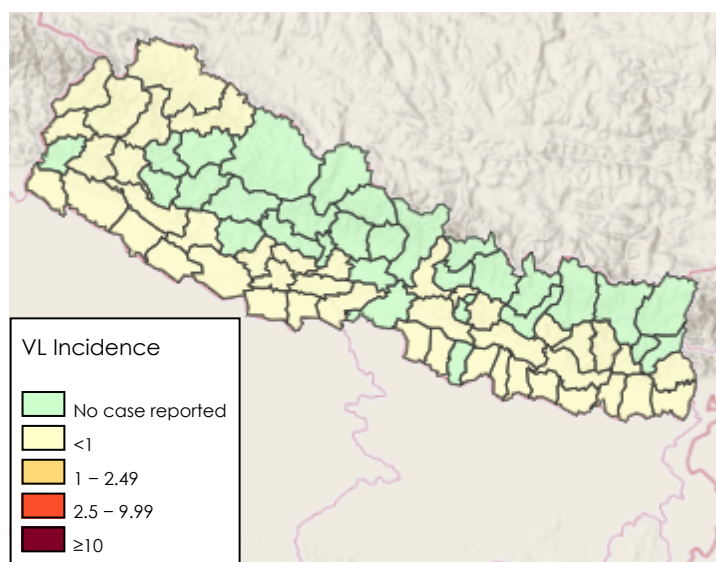 VL Incidence
No case reported
<1
1 – 2.49
2.5 – 9.99
≥10